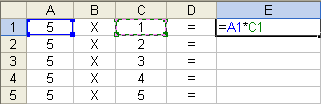 A B C D E
1 5 X 1 = =A1*C1
2 5 X 2 =
3 5 X 3 =
4 5 X 4 =
5 5 X 5 =